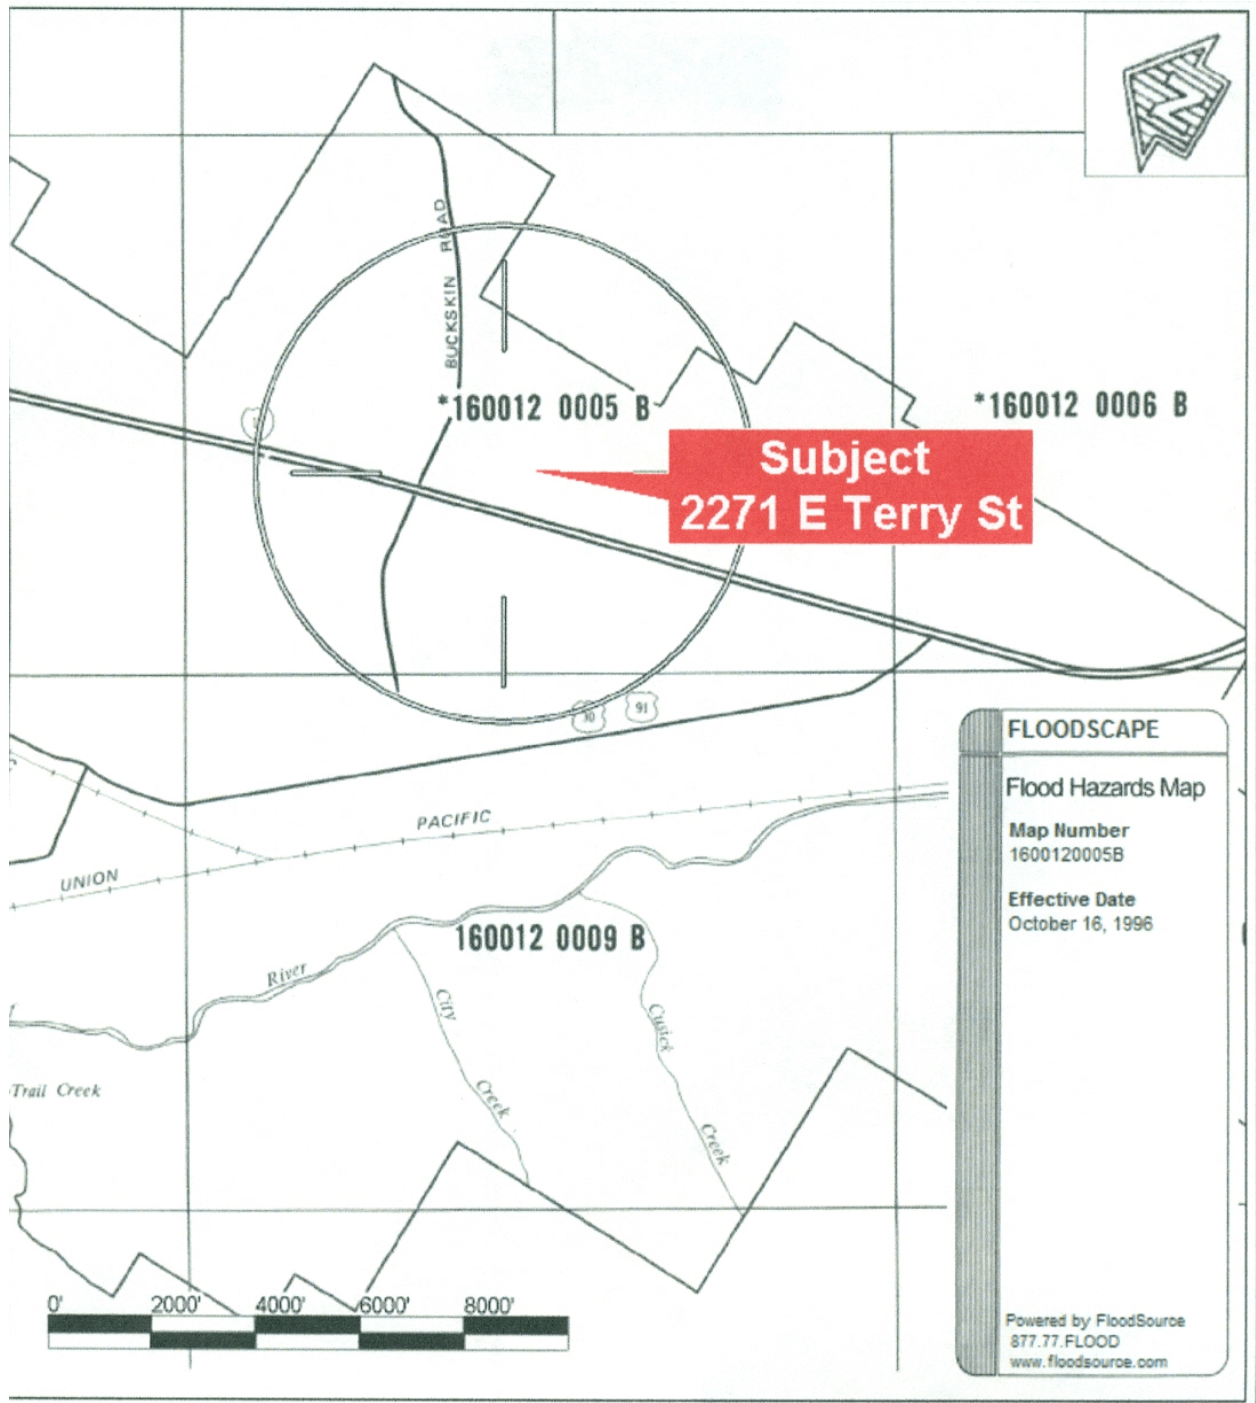 N
BUCKSKIN ROAD
*160012 0005 B
*160012 0006 B
Subject
2271 E Terry St
30
91
UNION PACIFIC
160012 0009 B
River
City Creek
Cusick Creek
Trail Creek
0' 2000' 4000' 6000' 8000'
FLOODSCAPE
Flood Hazards Map
Map Number
1600120005B
Effective Date
October 16, 1996
Powered by FloodSource
877.77.FLOOD
www.floodsource.com